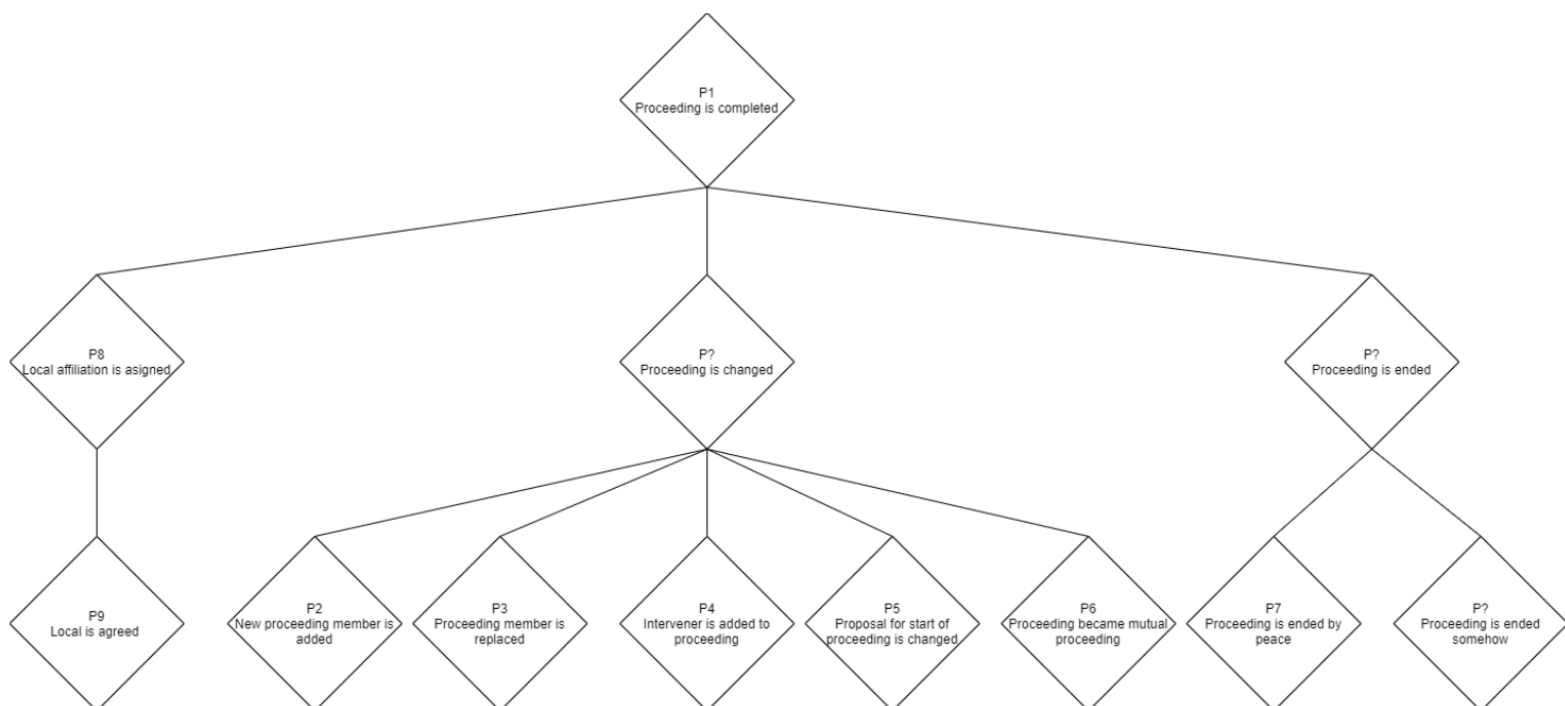 P1
Proceeding is completed
P8
Local affiliation is asigned
P?
Proceeding is changed
P?
Proceeding is ended
P9
Local is agreed
P2
New proceeding member is
added
P3
Proceeding member is
replaced
P4
Intervener is added to
proceeding
P5
Proposal for start of
proceeding is changed
P6
Proceeding became mutual
proceeding
P7
Proceeding is ended by
peace
P?
Proceeding is ended
somehow